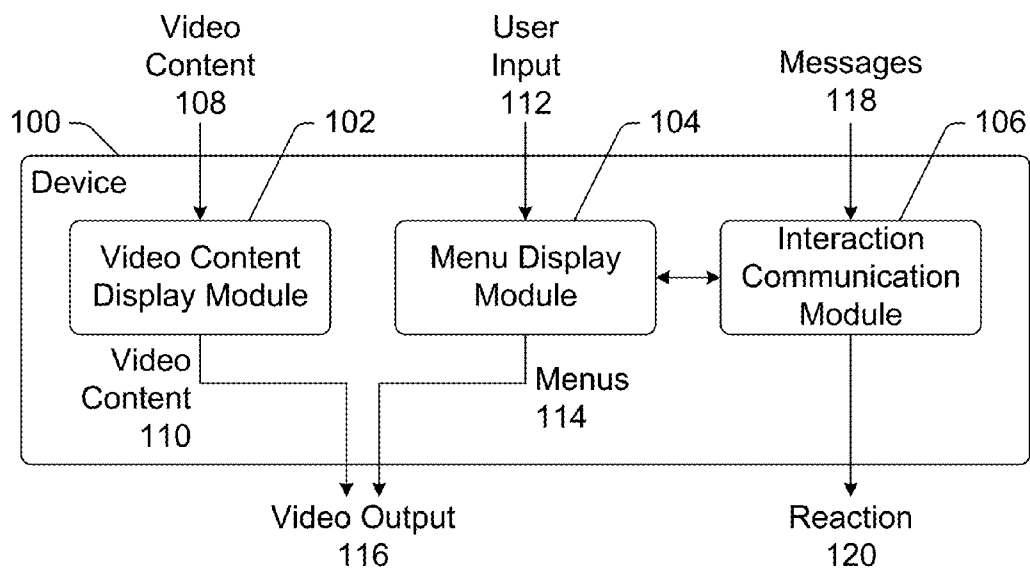 Video
Content
108
User
Input
112
Messages
118
100
102
104
106
Device
Video Content
Display Module
Menu Display
Module
Interaction
Communication
Module
Video
Content
110
Menus
114
Video Output
116
Reaction
120